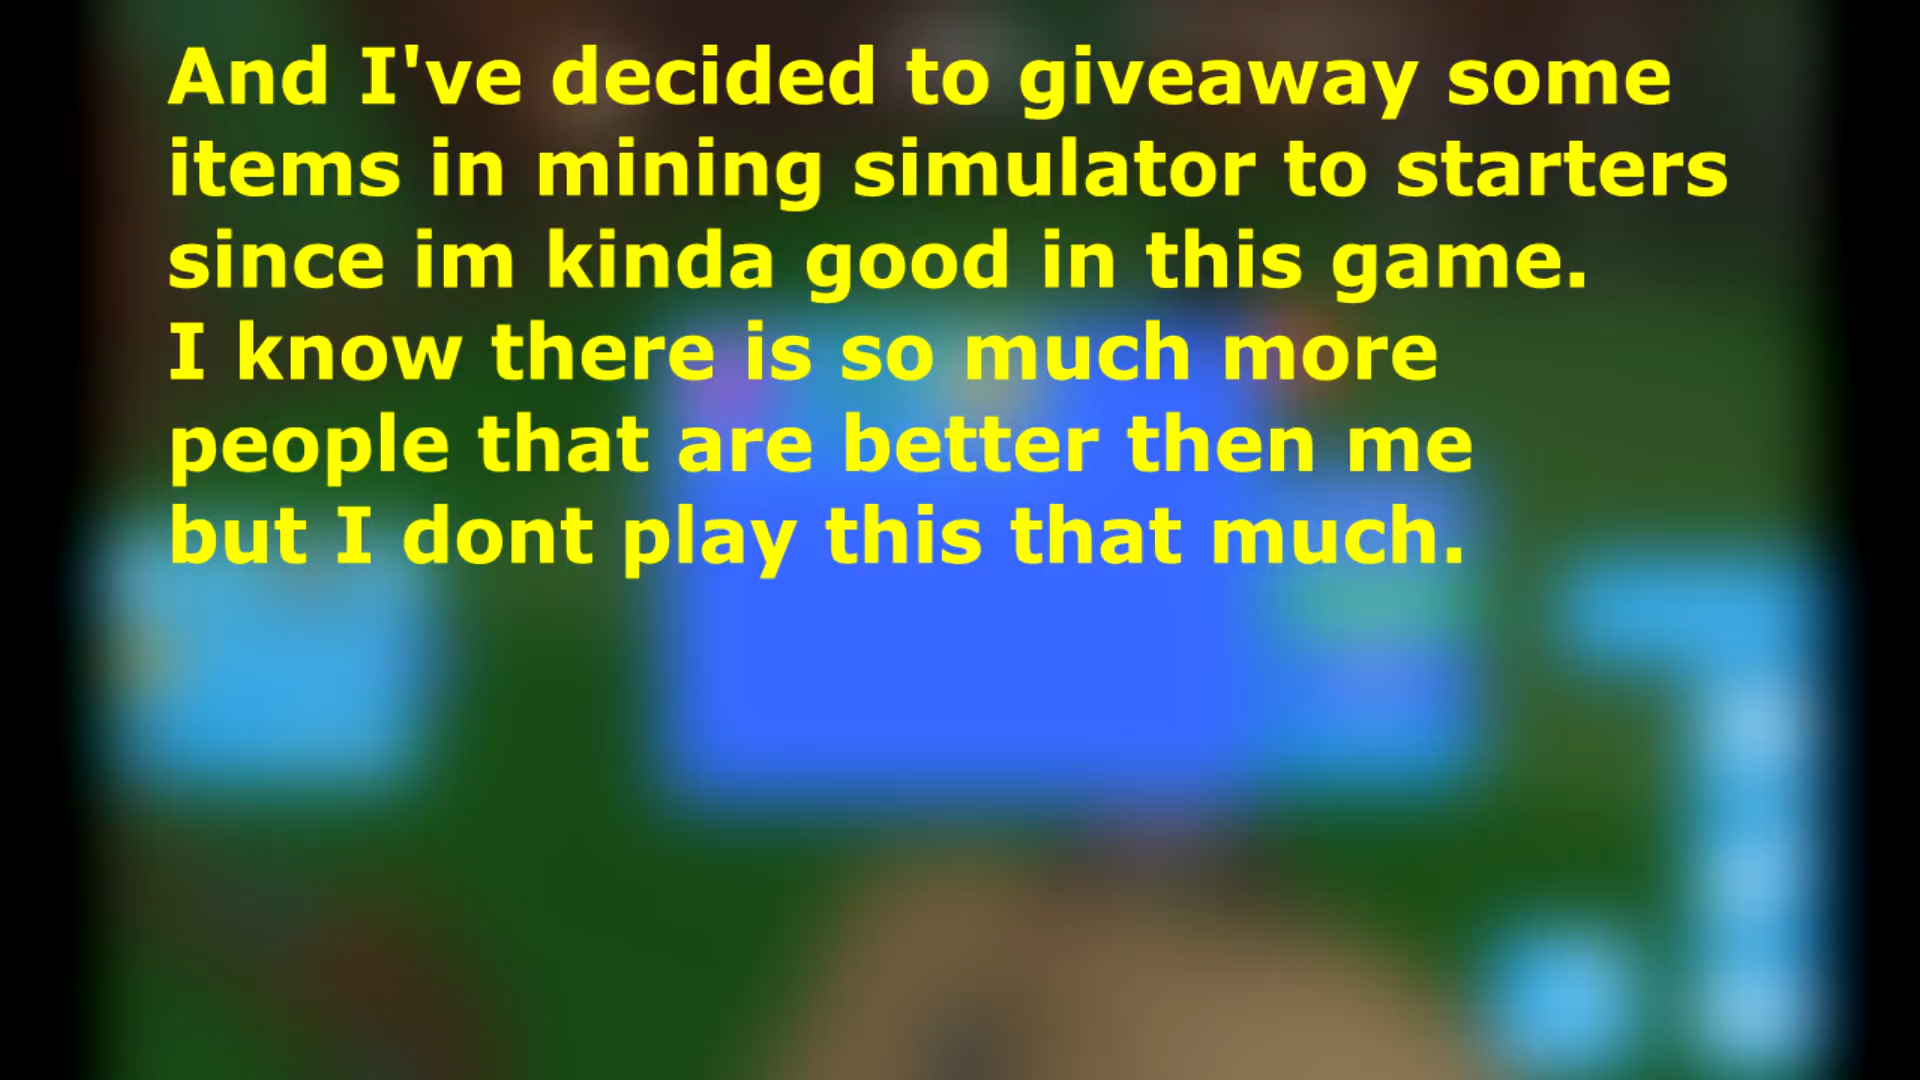 And I've decided to giveaway some
items in mining simulator to starters
since im kinda good in this game.
I know there is so much more
people that are better then me
but I dont play this that much.